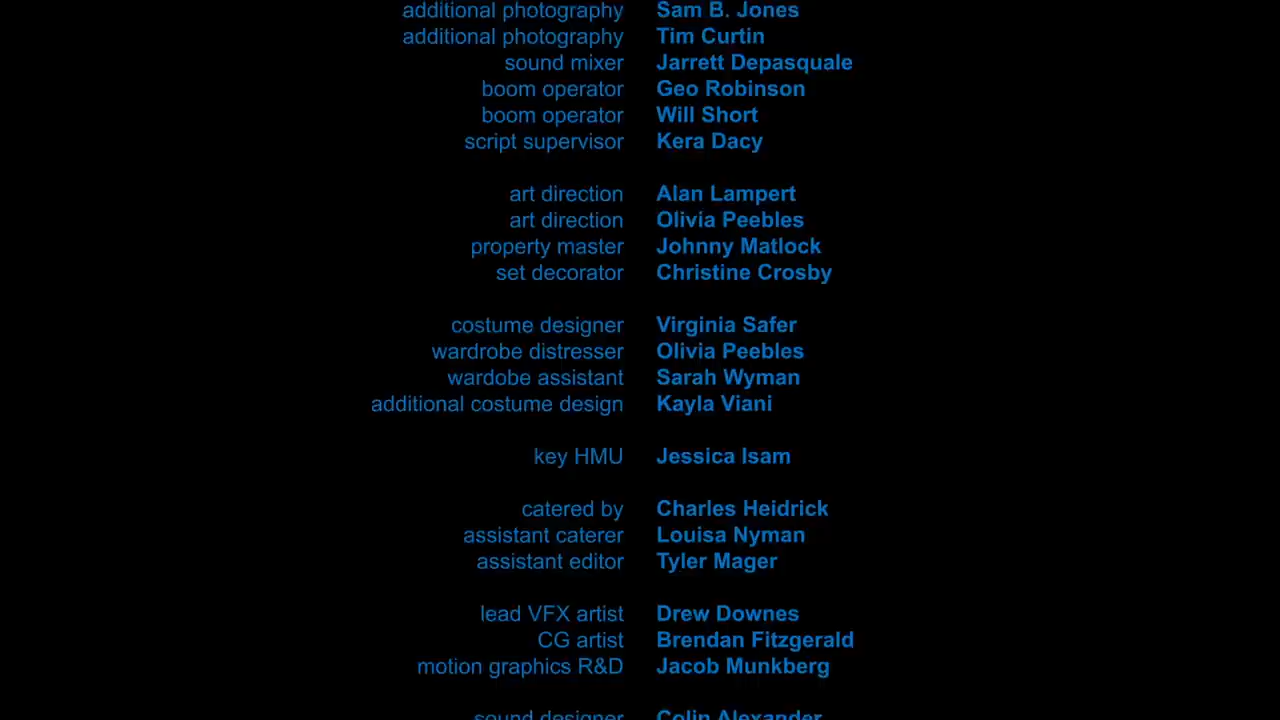 additional photography Sam B. Jones
additional photography Tim Curtin
sound mixer Jarrett Depasquale
boom operator Geo Robinson
boom operator Will Short
script supervisor Kera Dacy
art direction Alan Lampert
art direction Olivia Peebles
property master Johnny Matlock
set decorator Christine Crosby
costume designer Virginia Safer
wardrobe distresser Olivia Peebles
wardobe assistant Sarah Wyman
additional costume design Kayla Viani
key HMU Jessica Isam
catered by Charles Heidrick
assistant caterer Louisa Nyman
assistant editor Tyler Mager
lead VFX artist Drew Downes
CG artist Brendan Fitzgerald
motion graphics R&D Jacob Munkberg
sound designer Colin Alexander